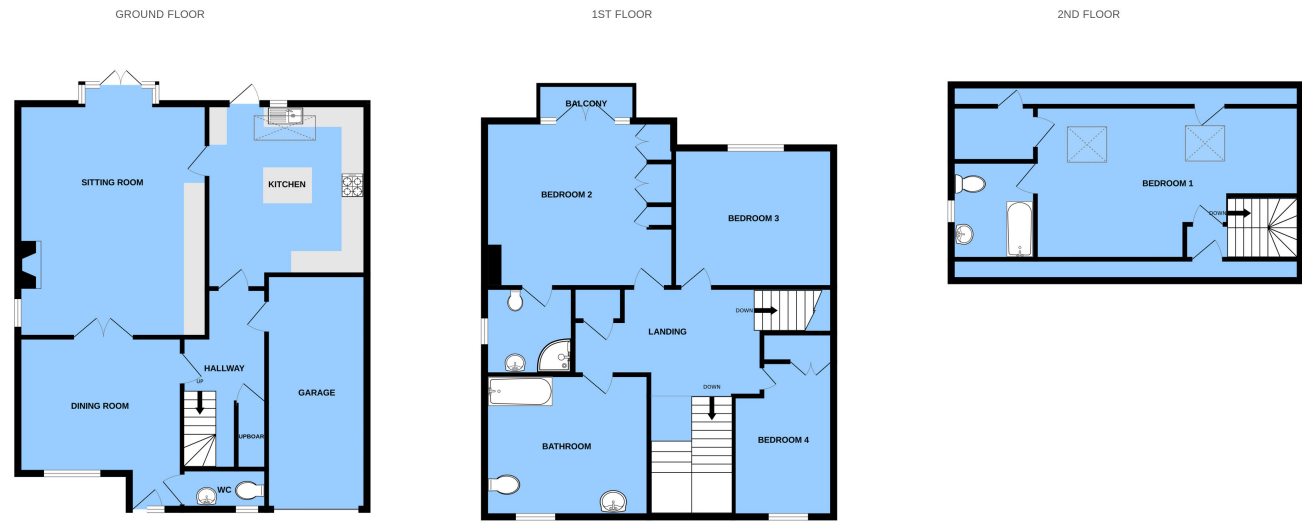 GROUND FLOOR
SITTING ROOM
KITCHEN
HALLWAY
UP
DINING ROOM
GARAGE
UPBOAR
WC
1ST FLOOR
BALCONY
BEDROOM 2
BEDROOM 3
DOWN
LANDING
DOWN
BEDROOM 4
BATHROOM
2ND FLOOR
BEDROOM 1
DOWN